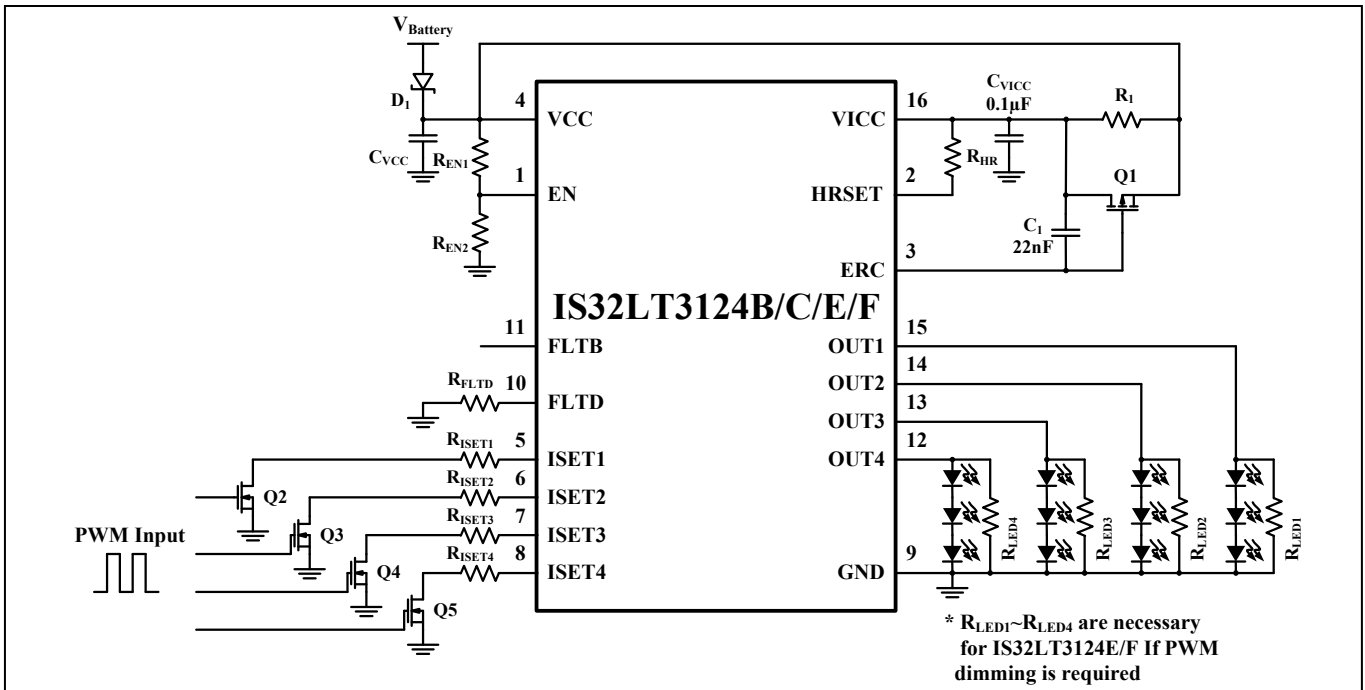 VBattery
D1
CVCC
REN1
REN2
4
VCC
1
EN
11
FLTB
RFLTD
10
FLTD
RISET1
5
ISET1
RISET2
6
ISET2
RISET3
7
ISET3
RISET4
8
ISET4
Q2
Q3
Q4
Q5
PWM Input
IS32LT3124B/C/E/F
16
VICC
2
HRSET
3
ERC
15
OUT1
14
OUT2
13
OUT3
12
OUT4
9
GND
CVICC
0.1µF
R1
RHR
Q1
C1
22nF
RLED4
RLED3
RLED2
RLED1
* RLED1~RLED4 are necessary
for IS32LT3124E/F If PWM
dimming is required